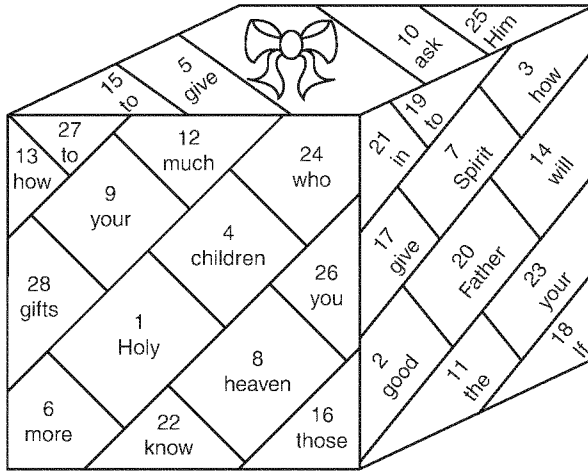 15
to
5
give
10
ask
25
Him
13
how
27
to
12
much
24
who
9
your
4
children
28
gifts
26
you
1
Holy
8
heaven
6
more
22
know
16
those
21
in
19
to
3
how
7
Spirit
14
will
17
give
20
Father
23
your
2
good
11
the
18
If